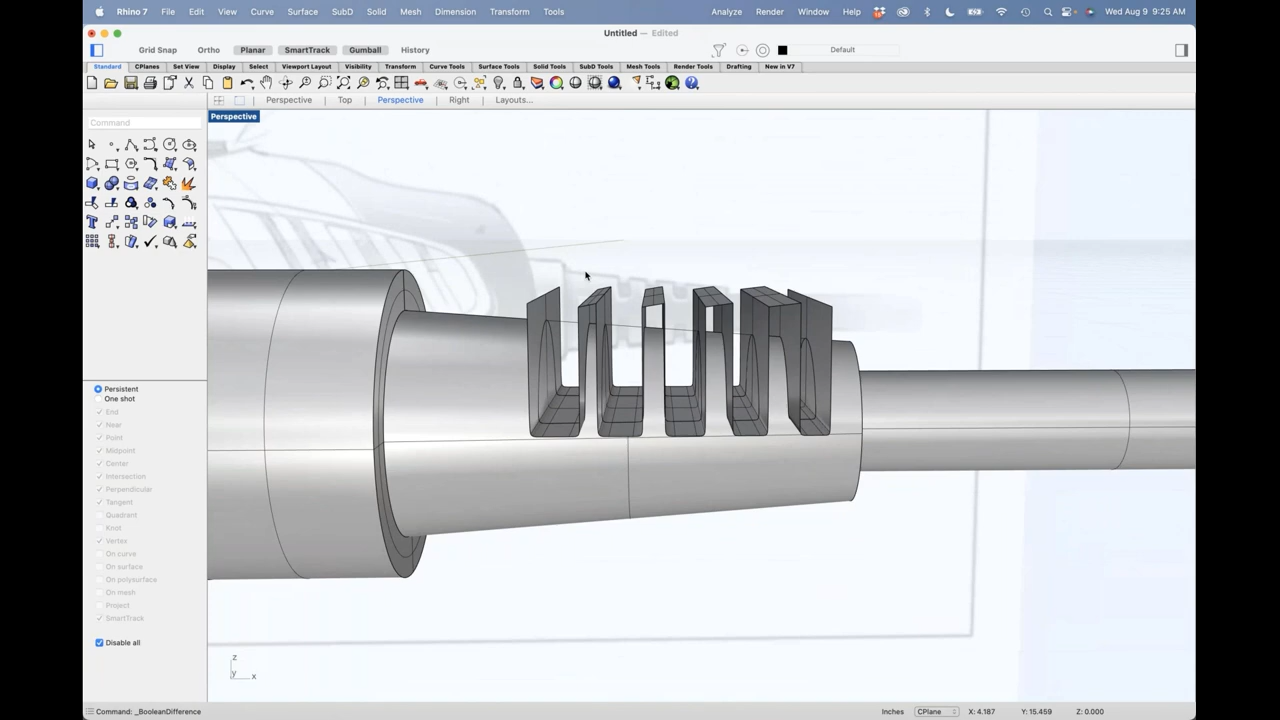 Rhino 7 File Edit View Curve Surface SubD Solid Mesh Dimension Transform Tools Analyze Render Window Help Wed Aug 9 9:25 AM
Untitled — Edited
Grid Snap Ortho Planar SmartTrack Gumball History Default
Standard CPlanes Set View Display Select Viewport Layout Visibility Transform Curve Tools Surface Tools Solid Tools SubD Tools Mesh Tools Render Tools Drafting New in V7
Perspective Top Perspective Right Layouts...
Perspective
Command
Persistent
One shot
End
Near
Point
Midpoint
Center
Intersection
Perpendicular
Tangent
Quadrant
Knot
Vertex
On curve
On surface
On polysurface
On mesh
Project
SmartTrack
Disable all
z
y x
Command: _BooleanDifference Inches CPlane X: 4.187 Y: 15.459 Z: 0.000